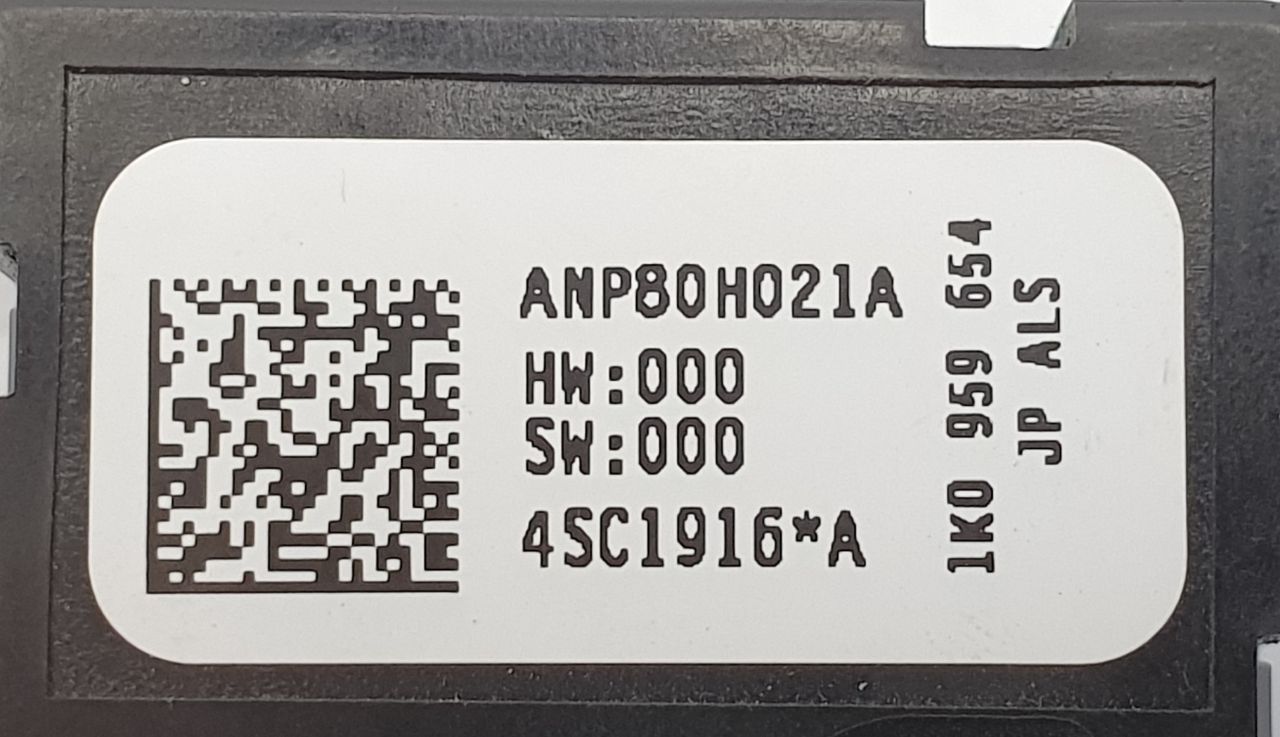 ANP80H021A
HW:000
SW:000
4SC1916*A
1K0 959 654
JP ALS